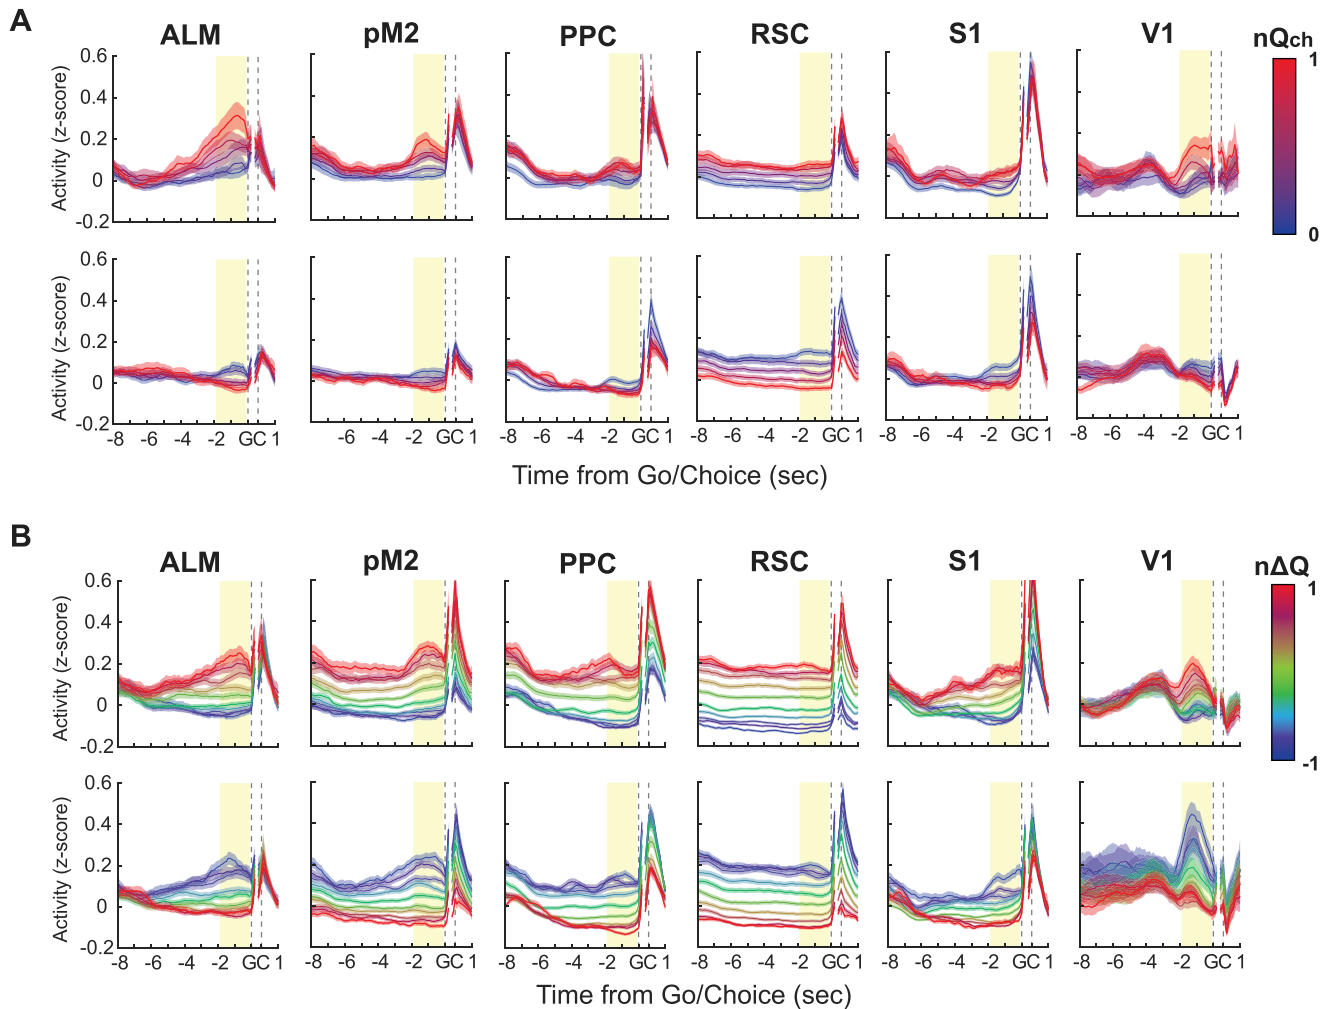 A
ALM pM2 PPC RSC S1 V1 nQch
Activity (z-score)
0.6
0.4
0.2
0
-0.2
1
0
Activity (z-score)
0.6
0.4
0.2
0
-0.2
-8 -6 -4 -2 GC 1 -6 -4 -2 GC 1 -8 -6 -4 -2 GC 1 -8 -6 -4 -2 GC 1 -8 -6 -4 -2 GC 1 -8 -6 -4 -2 GC 1
Time from Go/Choice (sec)
B
ALM pM2 PPC RSC S1 V1 nΔQ
Activity (z-score)
0.6
0.4
0.2
0
-0.2
1
-1
Activity (z-score)
0.6
0.4
0.2
0
-0.2
-8 -6 -4 -2 GC 1 -8 -6 -4 -2 GC 1 -8 -6 -4 -2 GC 1 -8 -6 -4 -2 GC 1 -8 -6 -4 -2 GC 1 -8 -6 -4 -2 GC 1
Time from Go/Choice (sec)